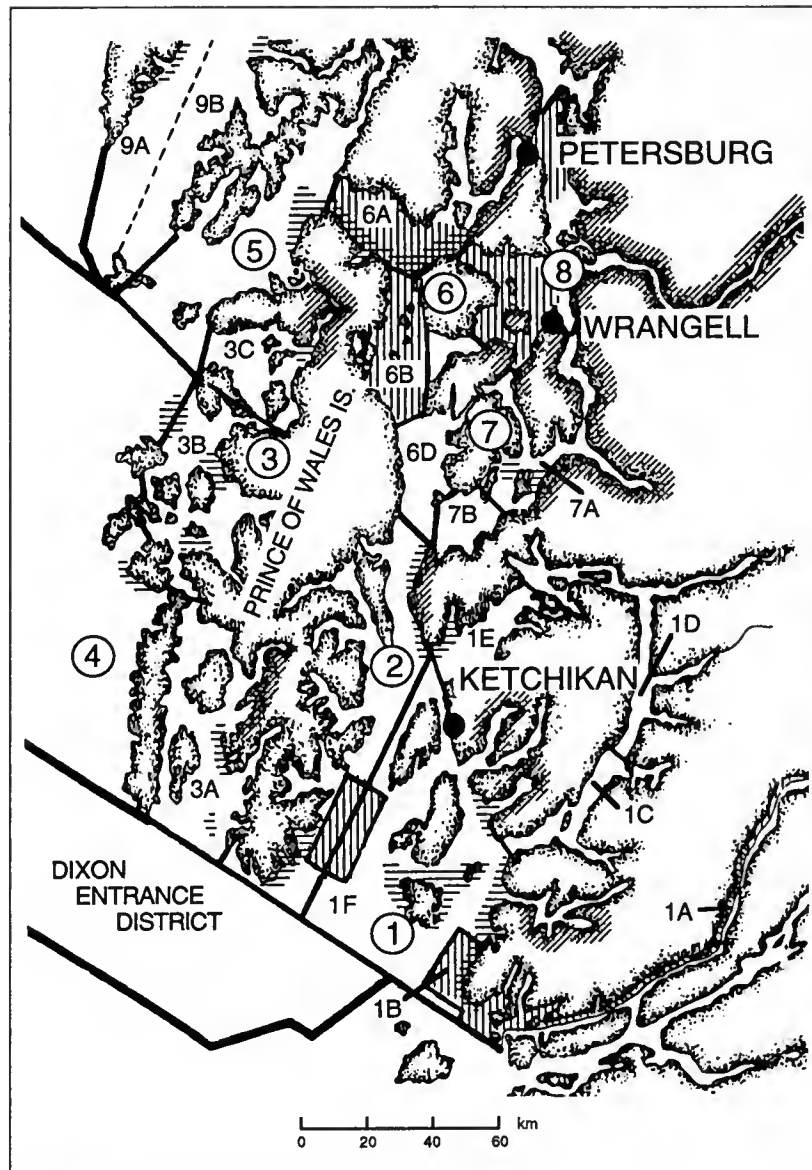 9B
9A
PETERSBURG
6A
5
8
6
WRANGELL
3C
6B
3B
3
7
6D
7A
7B
PRINCE OF WALES IS.
1E
1D
4
2
KETCHIKAN
3A
1C
DIXON
ENTRANCE
DISTRICT
1F
1A
1
1B
km
0 20 40 60